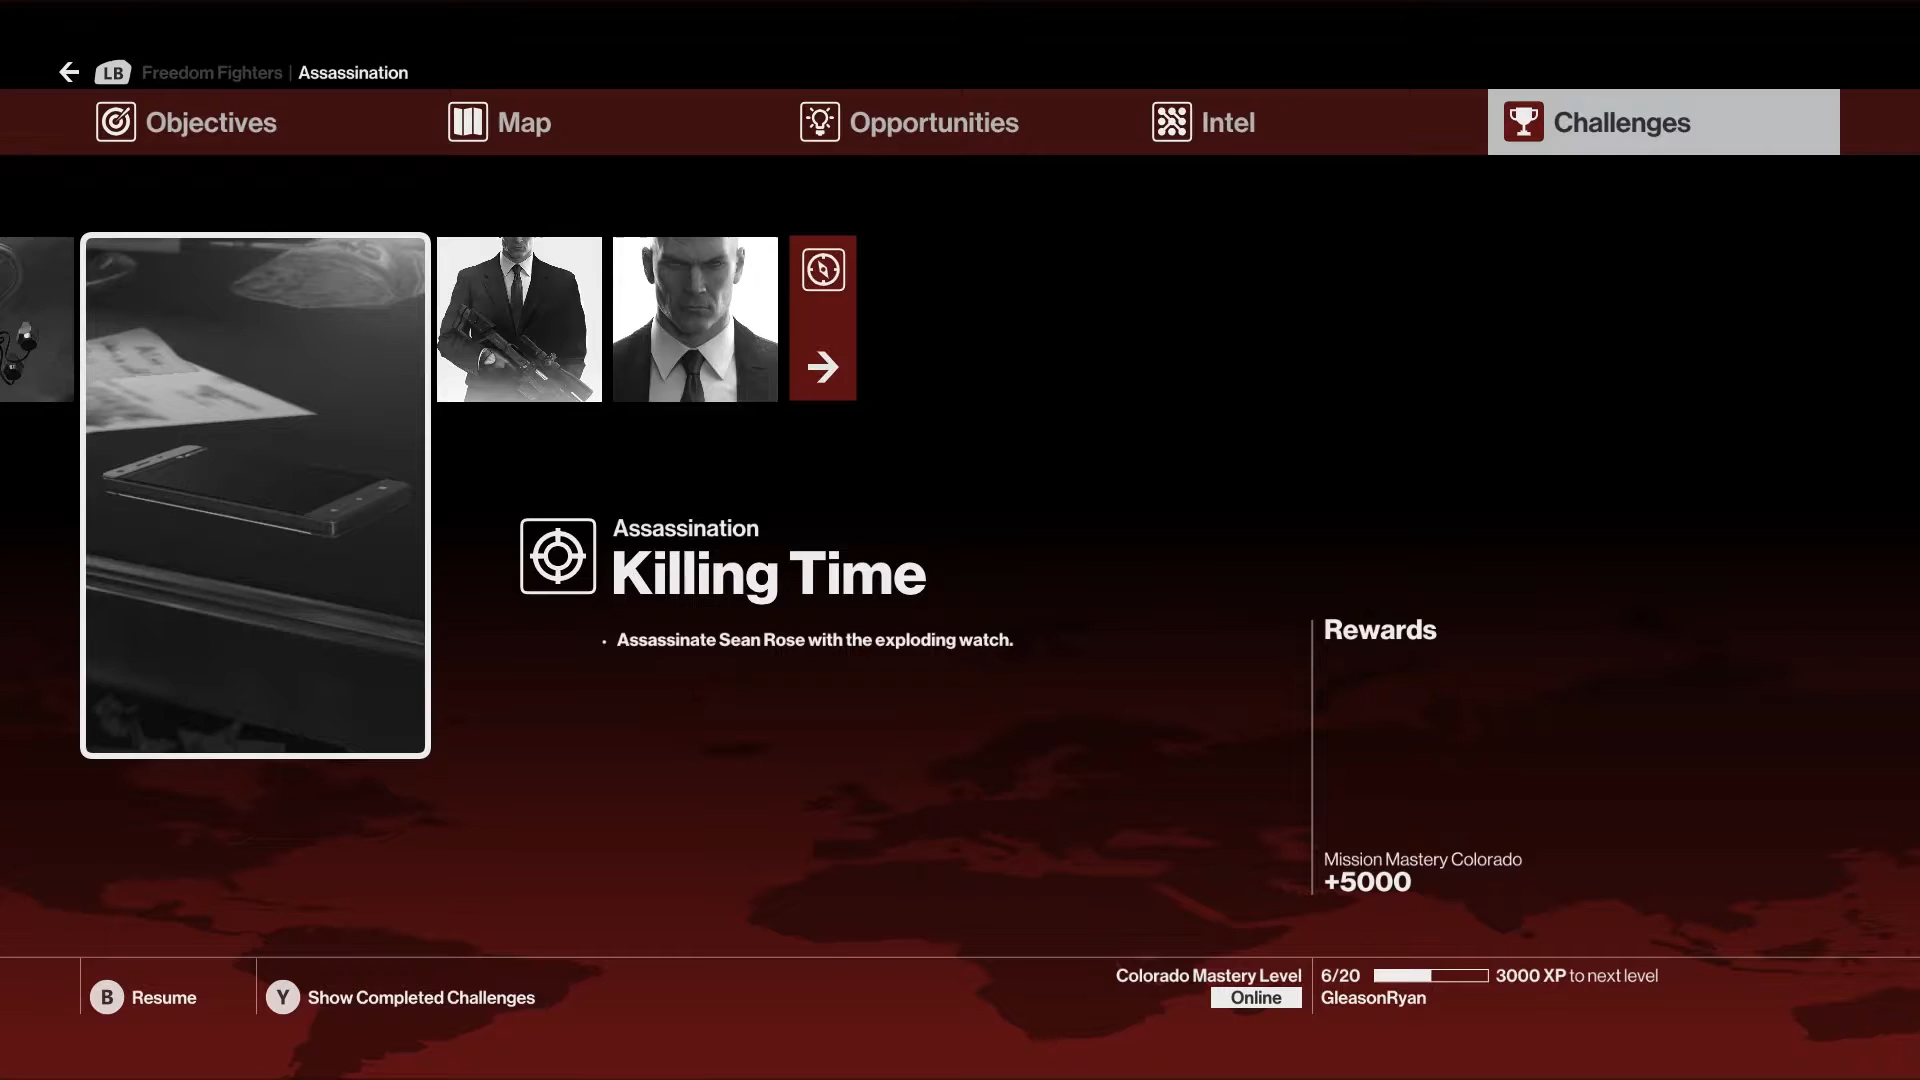 LB Freedom Fighters | Assassination
Objectives
Map
Opportunities
Intel
Challenges
Assassination
Killing Time
• Assassinate Sean Rose with the exploding watch.
Rewards
Mission Mastery Colorado
+5000
B Resume
Y Show Completed Challenges
Colorado Mastery Level
6/20
3000 XP to next level
Online
GleasonRyan